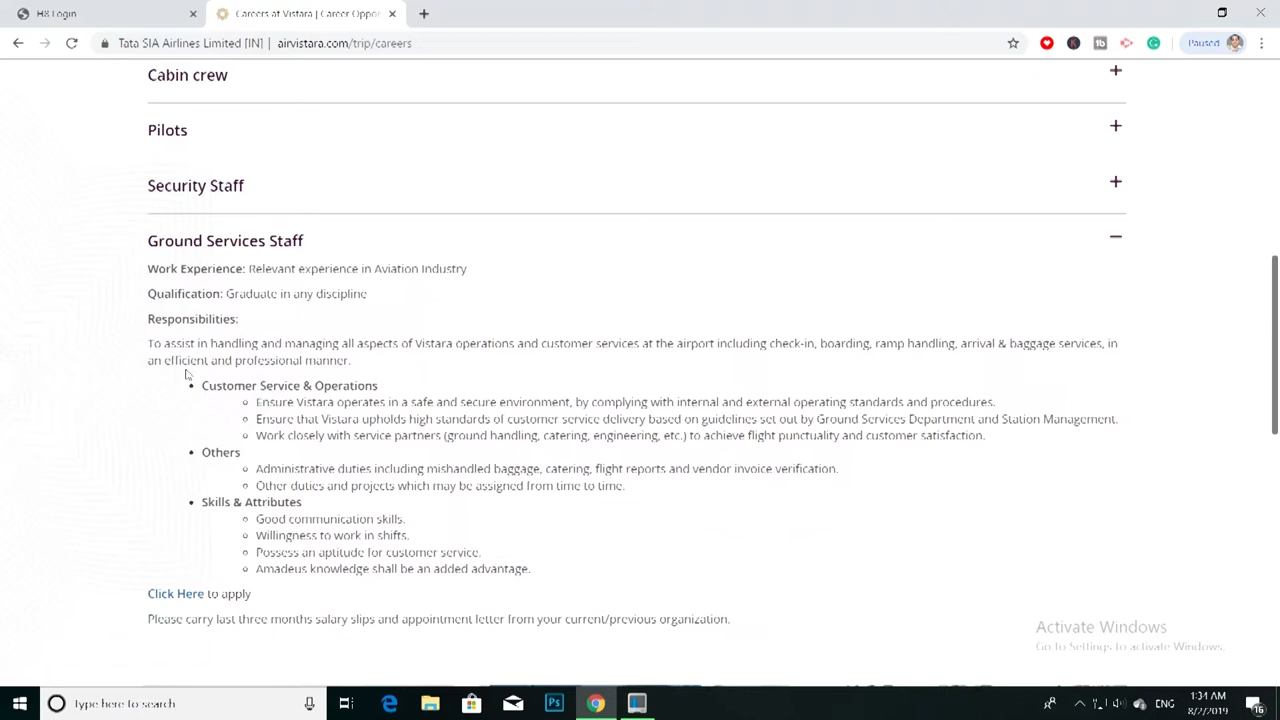 H8 Login
Careers at Vistara | Career Oppor
Tata SIA Airlines Limited [IN] | airvistara.com/trip/careers
Paused
Cabin crew
Pilots
Security Staff
Ground Services Staff
Work Experience: Relevant experience in Aviation Industry
Qualification: Graduate in any discipline
Responsibilities:
To assist in handling and managing all aspects of Vistara operations and customer services at the airport including check-in, boarding, ramp handling, arrival & baggage services, in
an efficient and professional manner.
Customer Service & Operations
Ensure Vistara operates in a safe and secure environment, by complying with internal and external operating standards and procedures.
Ensure that Vistara upholds high standards of customer service delivery based on guidelines set out by Ground Services Department and Station Management.
Work closely with service partners (ground handling, catering, engineering, etc.) to achieve flight punctuality and customer satisfaction.
Others
Administrative duties including mishandled baggage, catering, flight reports and vendor invoice verification.
Other duties and projects which may be assigned from time to time.
Skills & Attributes
Good communication skills.
Willingness to work in shifts.
Possess an aptitude for customer service.
Amadeus knowledge shall be an added advantage.
Click Here to apply
Please carry last three months salary slips and appointment letter from your current/previous organization.
Activate Windows
Go to Settings to activate Windows.
Type here to search
Ps
ENG
1:31 AM
8/2/2019
16